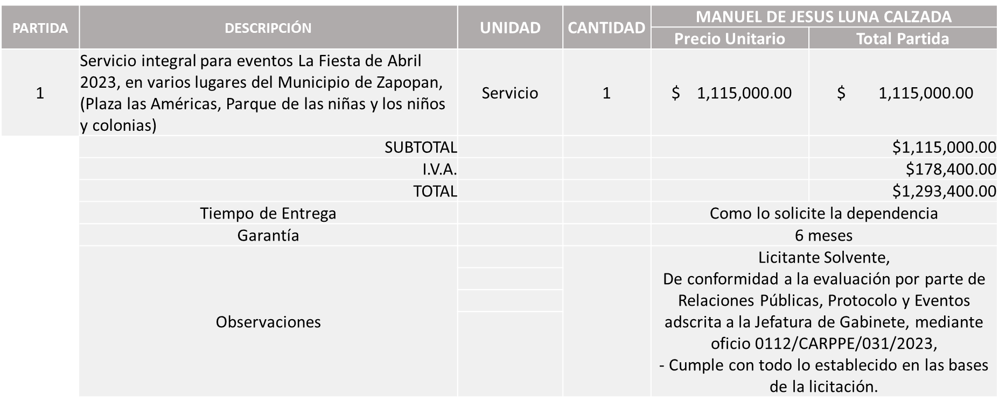 PARTIDA DESCRIPCIÓN UNIDAD CANTIDAD MANUEL DE JESUS LUNA CALZADA
Precio Unitario Total Partida
1 Servicio integral para eventos La Fiesta de Abril
2023, en varios lugares del Municipio de Zapopan,
(Plaza las Américas, Parque de las niñas y los niños
y colonias) Servicio 1 $ 1,115,000.00 $ 1,115,000.00
SUBTOTAL $1,115,000.00
I.V.A. $178,400.00
TOTAL $1,293,400.00
Tiempo de Entrega Como lo solicite la dependencia
Garantía 6 meses
Observaciones Licitante Solvente,
De conformidad a la evaluación por parte de
Relaciones Públicas, Protocolo y Eventos
adscrita a la Jefatura de Gabinete, mediante
oficio 0112/CARPPE/031/2023,
- Cumple con todo lo establecido en las bases
de la licitación.